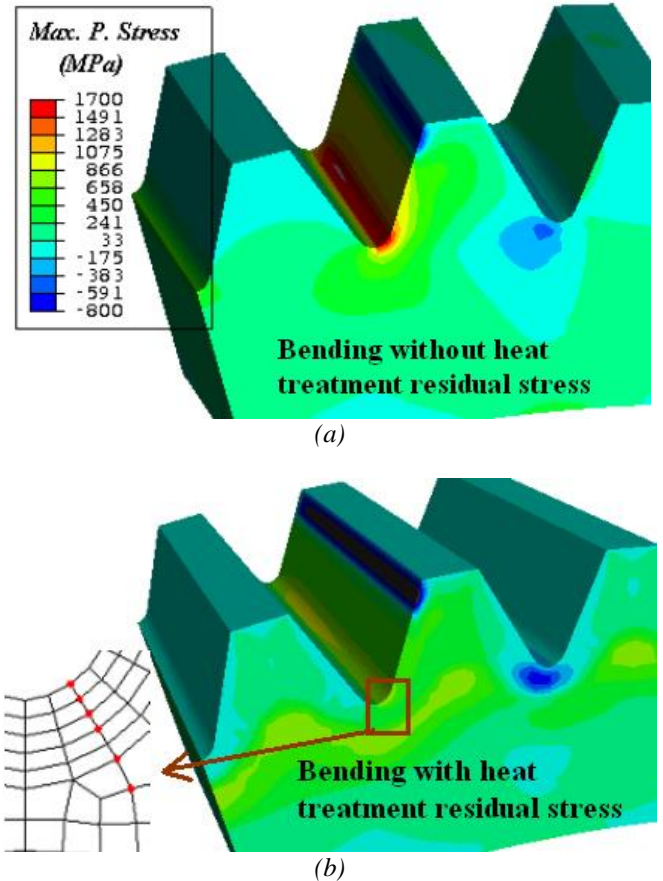 Max. P. Stress
(MPa)
1700
1491
1283
1075
866
658
450
241
33
-175
-383
-591
-800
Bending without heat
treatment residual stress
(a)
Bending with heat
treatment residual stress
(b)